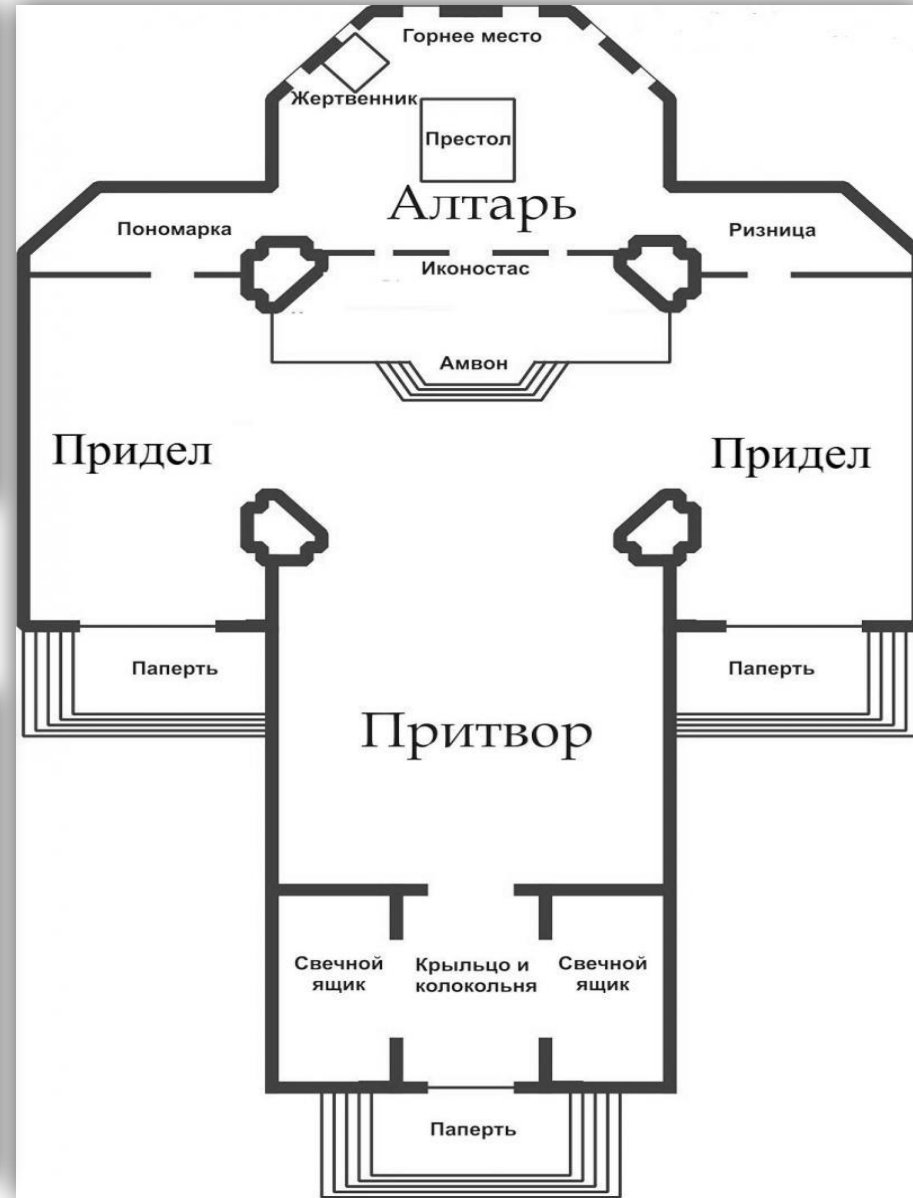 Горнее место
Жертвенник
Престол
Алтарь
Пономарка
Ризница
Иконостас
Амвон
Придел
Придел
Паперть
Паперть
Притвор
Свечной
ящик
Крыльцо и
колокольня
Свечной
ящик
Паперть